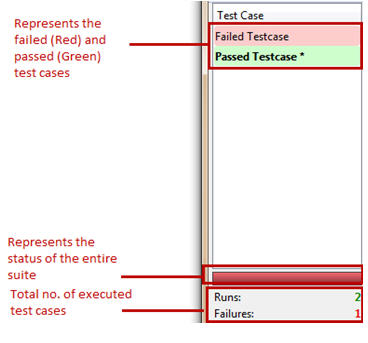 Represents the
failed (Red) and
passed (Green)
test cases
Test Case
Failed Testcase
Passed Testcase *
Represents the
status of the entire
suite
Total no. of executed
test cases
Runs: 2
Failures: 1